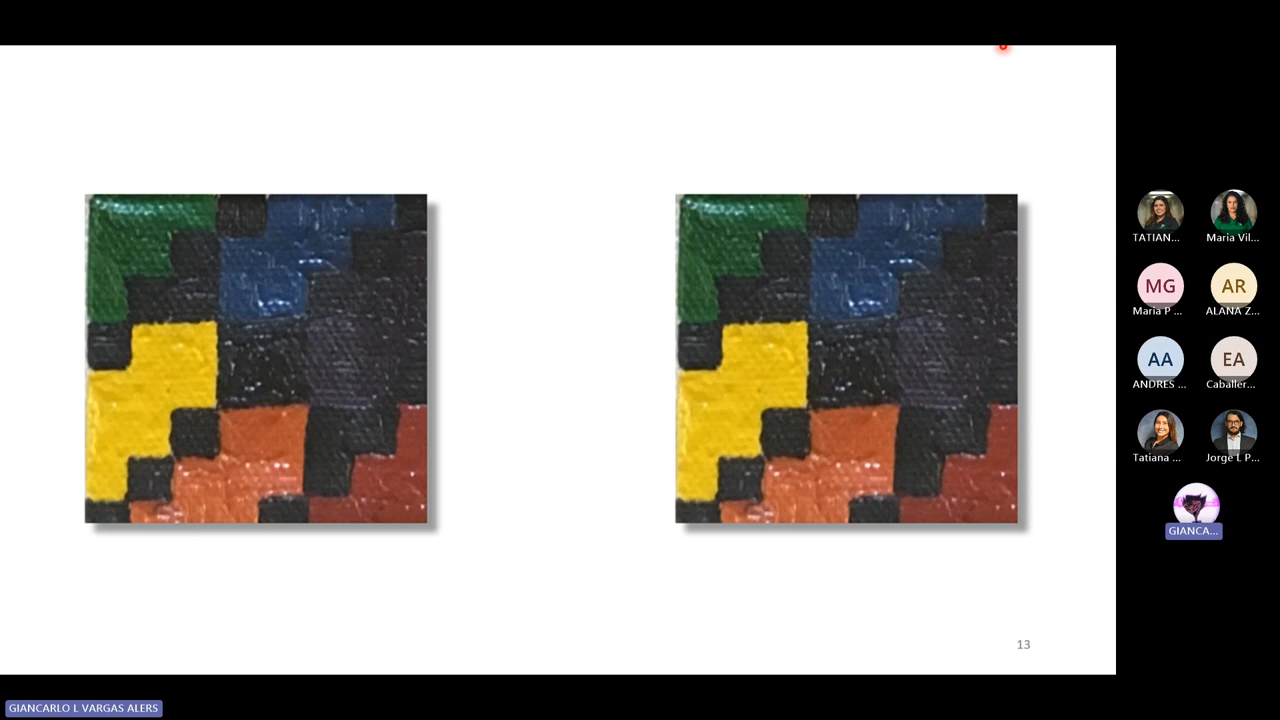 TATIAN...
Maria Vil...
MG
Maria P ...
AR
ALANA Z...
AA
ANDRES ...
EA
Caballer...
Tatiana ...
Jorge L P...
GIANCA...
13
GIANCARLO L VARGAS ALERS